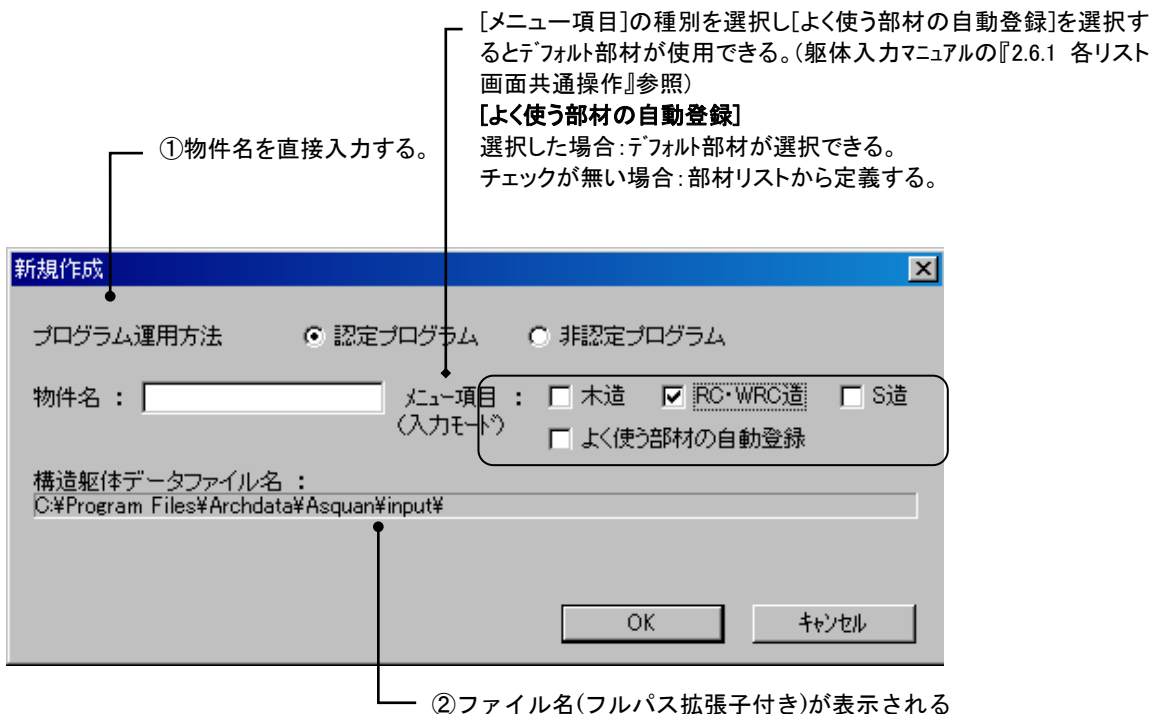 [メニュー項目]の種別を選択し[よく使う部材の自動登録]を選択す
るとﾃﾞﾌｫﾙﾄ部材が使用できる。(躯体入力ﾏﾆｭｱﾙの『2.6.1 各リスト
画面共通操作』参照)
[よく使う部材の自動登録]
選択した場合:ﾃﾞﾌｫﾙﾄ部材が選択できる。
チェックが無い場合:部材リストから定義する。
①物件名を直接入力する。
新規作成
プログラム運用方法 認定プログラム 非認定プログラム
物件名 : ﾒﾆｭｰ項目 : 木造 RC・WRC造 S造
(入力ﾓｰﾄﾞ) よく使う部材の自動登録
構造躯体データファイル名 :
C:¥Program Files¥Archdata¥Asquan¥input¥
OK ｷｬﾝｾﾙ
②ファイル名(フルパス拡張子付き)が表示される